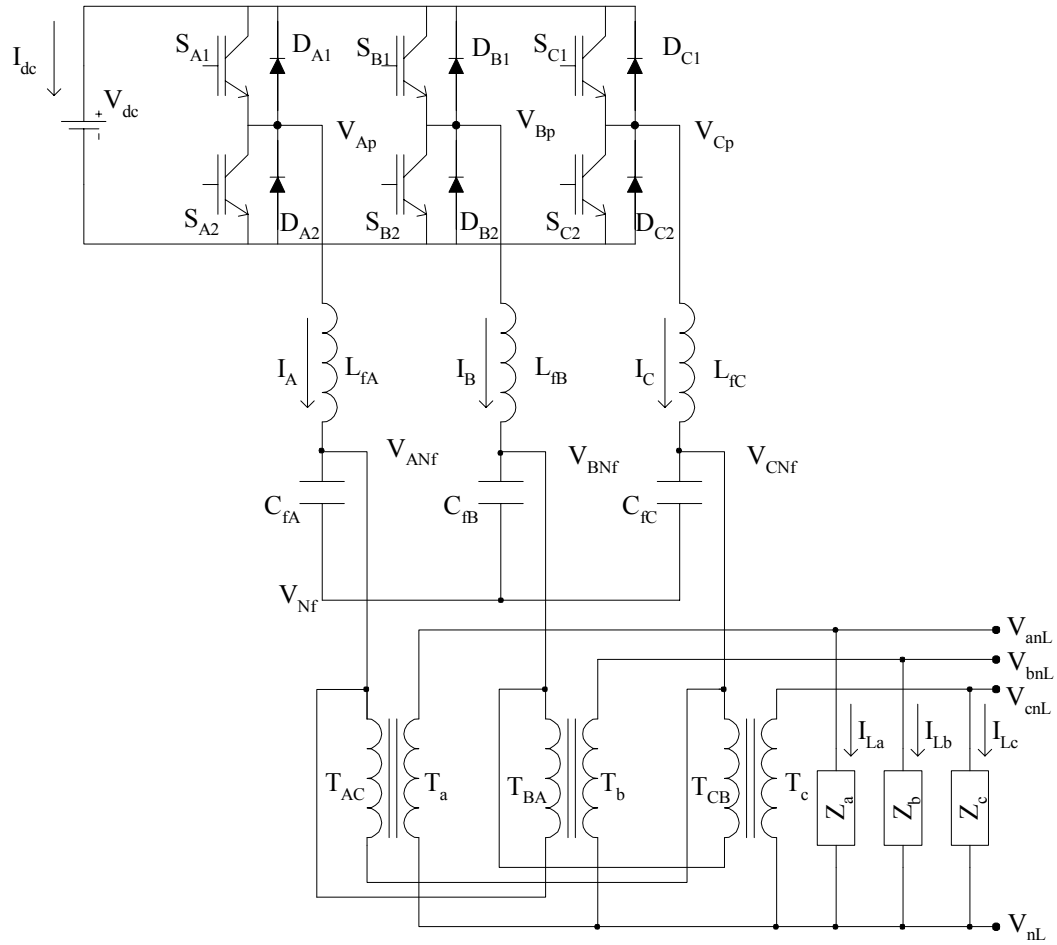 I_dc
V_dc
+
-
S_A1
D_A1
S_B1
D_B1
S_C1
D_C1
V_Ap
V_Bp
V_Cp
S_A2
D_A2
S_B2
D_B2
S_C2
D_C2
I_A
L_fA
I_B
L_fB
I_C
L_fC
V_ANf
V_BNf
V_CNf
C_fA
C_fB
C_fC
V_Nf
V_anL
V_bnL
V_cnL
I_La
I_Lb
I_Lc
T_AC
T_a
T_BA
T_b
T_CB
T_c
Z_a
Z_b
Z_c
V_nL